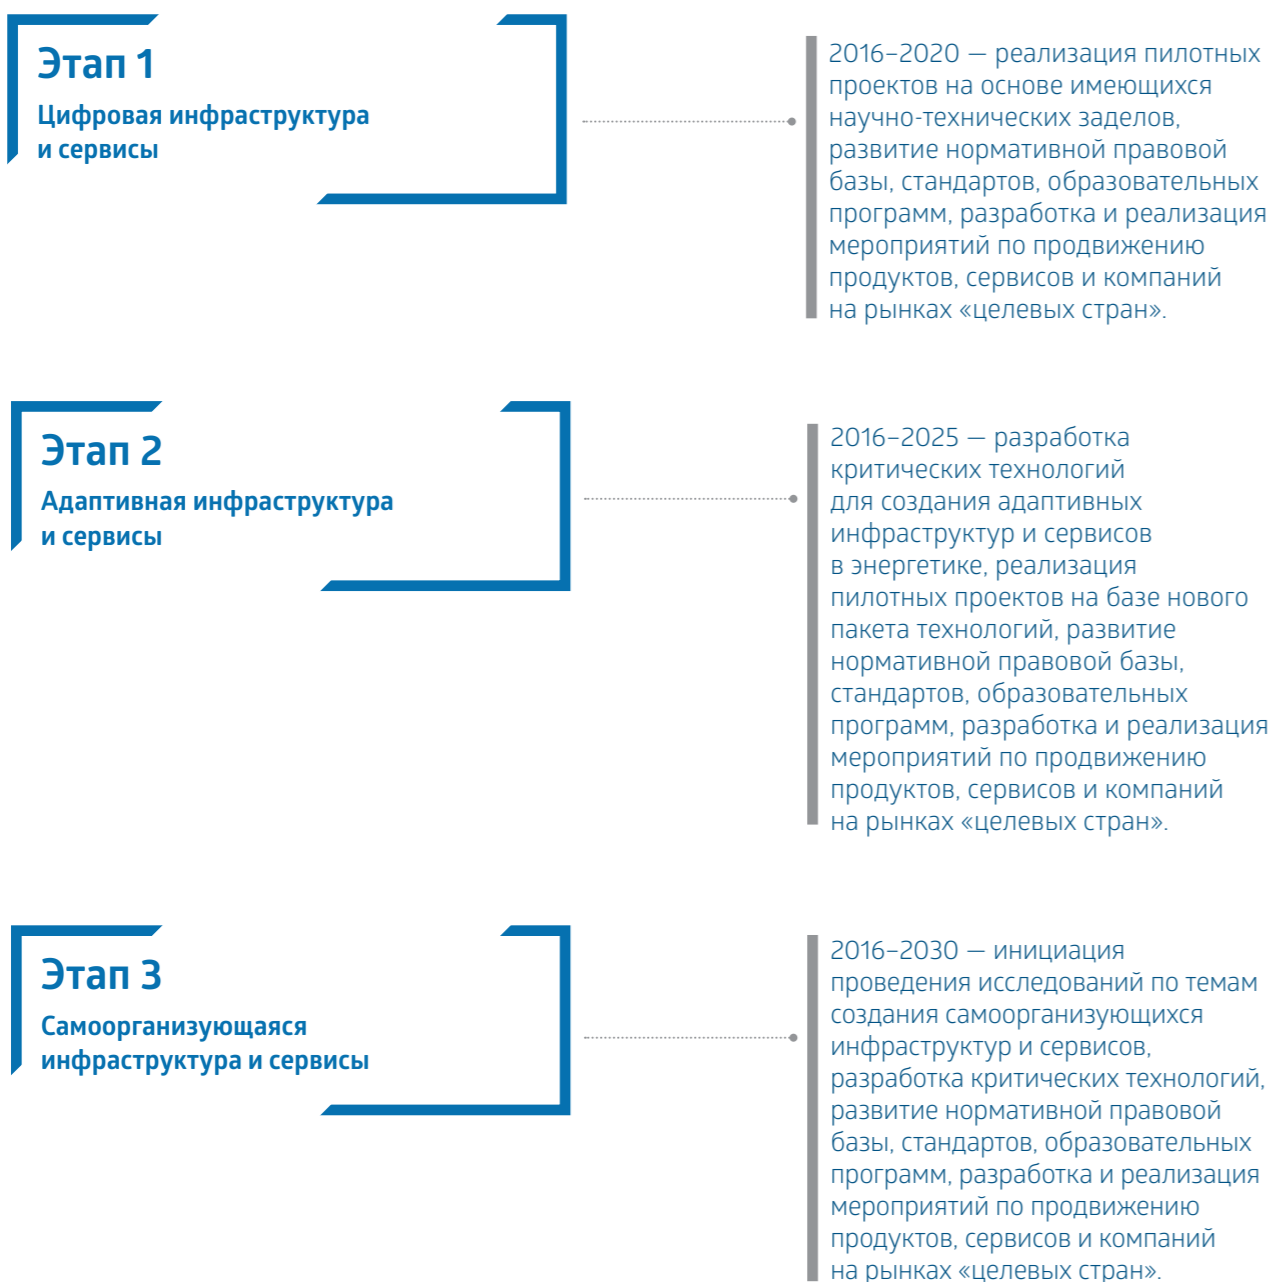 Этап 1
Цифровая инфраструктура
и сервисы
2016–2020 — реализация пилотных
проектов на основе имеющихся
научно-технических заделов,
развитие нормативной правовой
базы, стандартов, образовательных
программ, разработка и реализация
мероприятий по продвижению
продуктов, сервисов и компаний
на рынках «целевых стран».
Этап 2
Адаптивная инфраструктура
и сервисы
2016–2025 — разработка
критических технологий
для создания адаптивных
инфраструктур и сервисов
в энергетике, реализация
пилотных проектов на базе нового
пакета технологий, развитие
нормативной правовой базы,
стандартов, образовательных
программ, разработка и реализация
мероприятий по продвижению
продуктов, сервисов и компаний
на рынках «целевых стран».
Этап 3
Самоорганизующаяся
инфраструктура и сервисы
2016–2030 — инициация
проведения исследований по темам
создания самоорганизующихся
инфраструктур и сервисов,
разработка критических технологий,
развитие нормативной правовой
базы, стандартов, образовательных
программ, разработка и реализация
мероприятий по продвижению
продуктов, сервисов и компаний
на рынках «целевых стран».